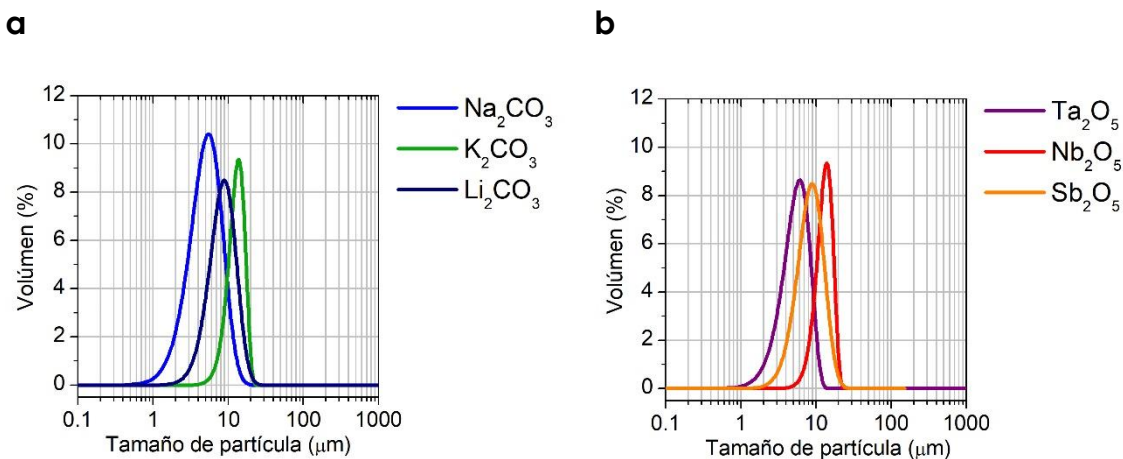 a
12
10
8
6
4
2
0
Volúmen (%)
0.1 1 10 100 1000
Tamaño de partícula (μm)
Na₂CO₃
K₂CO₃
Li₂CO₃
b
12
10
8
6
4
2
0
Volúmen (%)
0.1 1 10 100 1000
Tamaño de partícula (μm)
Ta₂O₅
Nb₂O₅
Sb₂O₅